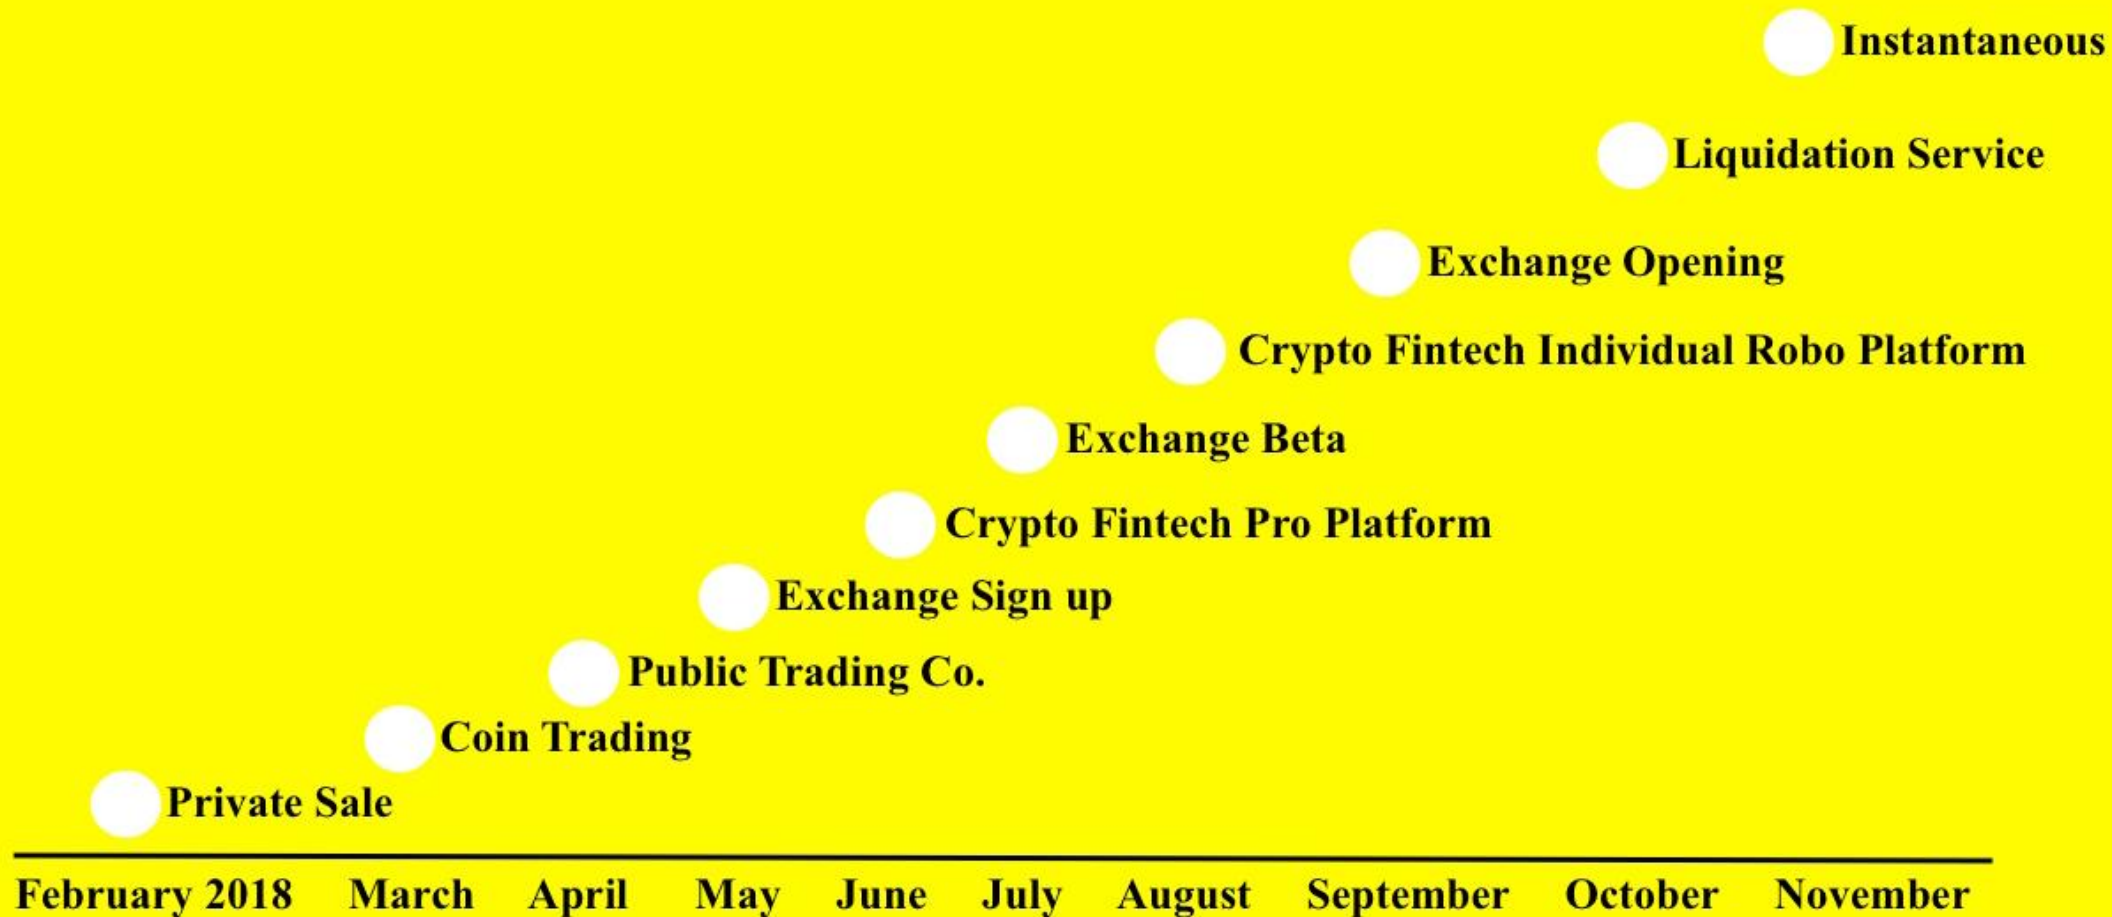 Instantaneous
Liquidation Service
Exchange Opening
Crypto Fintech Individual Robo Platform
Exchange Beta
Crypto Fintech Pro Platform
Exchange Sign up
Public Trading Co.
Coin Trading
Private Sale
February 2018 March April May June July August September October November